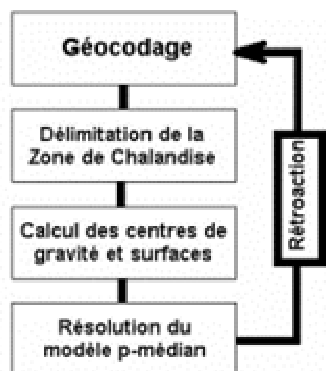 Géocodage
Délimitation de la
Zone de Chalandise
Calcul des centres de
gravité et surfaces
Résolution du
modèle p-médian
Rétroaction